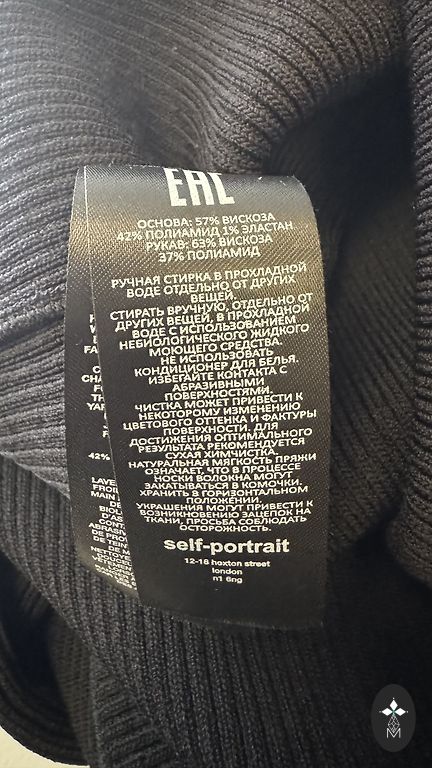 EAC
ОСНОВА: 57% ВИСКОЗА
42% ПОЛИАМИД 1% ЭЛАСТАН
РУКАВ: 63% ВИСКОЗА
37% ПОЛИАМИД
РУЧНАЯ СТИРКА В ПРОХЛАДНОЙ
ВОДЕ ОТДЕЛЬНО ОТ ДРУГИХ
ВЕЩЕЙ.
СТИРАТЬ ВРУЧНУЮ, ОТДЕЛЬНО ОТ
ДРУГИХ ВЕЩЕЙ, В ПРОХЛАДНОЙ
ВОДЕ С ИСПОЛЬЗОВАНИЕМ
НЕБИОЛОГИЧЕСКОГО ЖИДКОГО
МОЮЩЕГО СРЕДСТВА.
НЕ ИСПОЛЬЗОВАТЬ
КОНДИЦИОНЕР ДЛЯ БЕЛЬЯ.
ИЗБЕГАЙТЕ КОНТАКТА С
АБРАЗИВНЫМИ
ПОВЕРХНОСТЯМИ.
ЧИСТКА МОЖЕТ ПРИВЕСТИ К
НЕКОТОРОМУ ИЗМЕНЕНИЮ
ЦВЕТОВОГО ОТТЕНКА И ФАКТУРЫ
ПОВЕРХНОСТИ. ДЛЯ
ДОСТИЖЕНИЯ ОПТИМАЛЬНОГО
РЕЗУЛЬТАТА РЕКОМЕНДУЕТСЯ
СУХАЯ ХИМЧИСТКА.
НАТУРАЛЬНАЯ МЯГКОСТЬ ПРЯЖИ
ОЗНАЧАЕТ, ЧТО В ПРОЦЕССЕ
НОСКИ ВОЛОКНА МОГУТ
ЗАКАТЫВАТЬСЯ В КОМОЧКИ.
ХРАНИТЬ В ГОРИЗОНТАЛЬНОМ
ПОЛОЖЕНИИ.
УКРАШЕНИЯ МОГУТ ПРИВЕСТИ К
ВОЗНИКНОВЕНИЮ ЗАЦЕПОК НА
ТКАНИ, ПРОСЬБА СОБЛЮДАТЬ
ОСТОРОЖНОСТЬ.
self-portrait
12-18 hoxton street
london
n1 6ng
42%
M